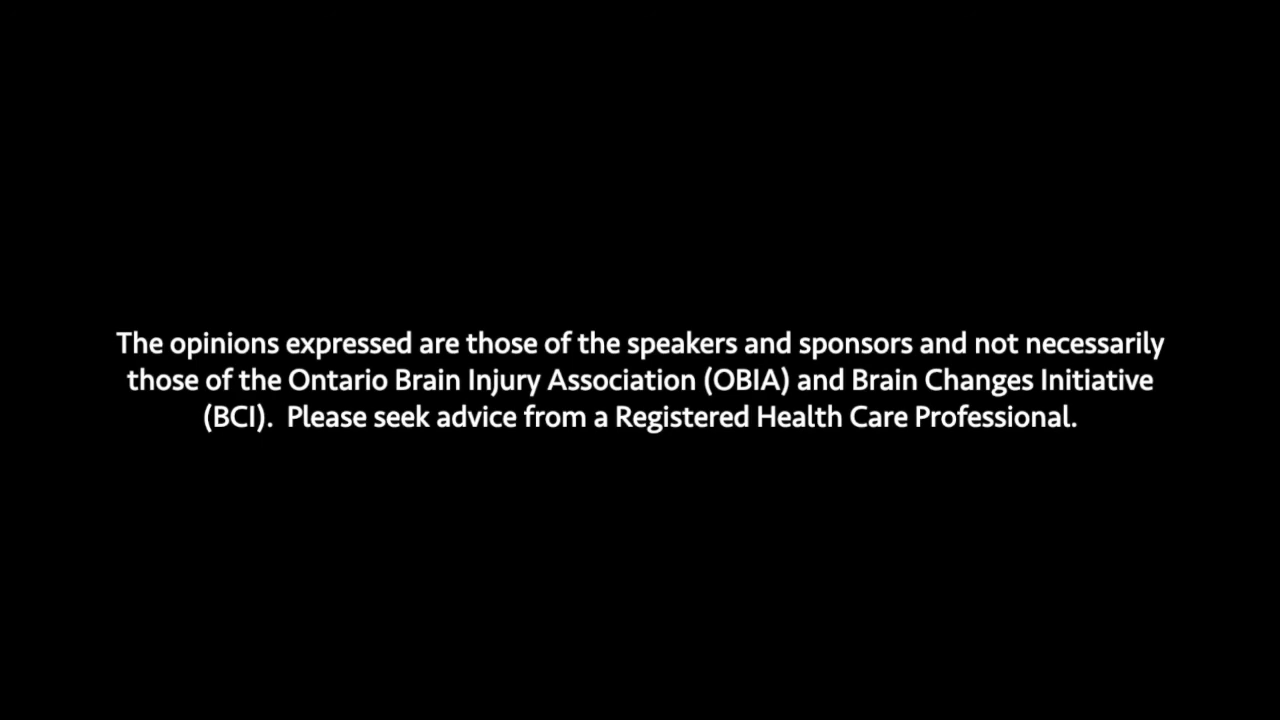 The opinions expressed are those of the speakers and sponsors and not necessarily
those of the Ontario Brain Injury Association (OBIA) and Brain Changes Initiative
(BCI).  Please seek advice from a Registered Health Care Professional.